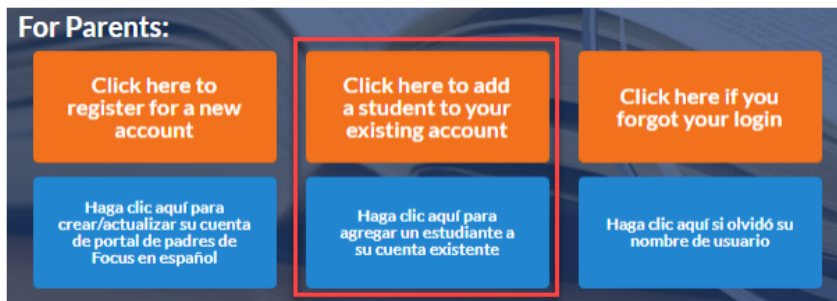 For Parents:
Click here to
register for a new
account
Click here to add
a student to your
existing account
Click here if you
forgot your login
Haga clic aquí para
crear/actualizar su cuenta
de portal de padres de
Focus en español
Haga clic aquí para
agregar un estudiante a
su cuenta existente
Haga clic aquí si olvidó su
nombre de usuario